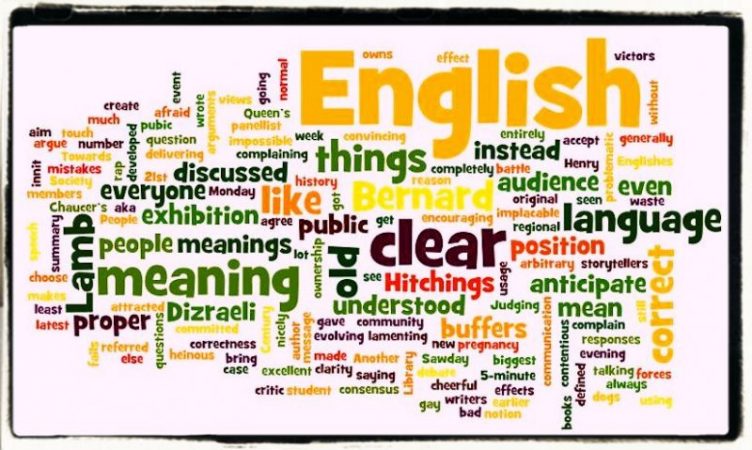 owns effect victors
English
event going normal
create views
wrote arguments without
much afraid Queen's
aim touch pubic panellist week convincing entirely accept generally
argue number developed question impossible
Towards delivering complaining things instead problematic
mistakes rap completely battle Henry Englishes
innit Society 21st discussed history reason audience even
members everyone Monday like got Bernard original seen waste
Chaucer's aka encouraging implacable
People exhibition agree public get regional language
speech summary Lamb people meanings lot clear position
ownership old usage arbitrary storytellers
choose meaning see Hitchings anticipate correct
makes understood Judging mean still
least attracted Dizraeli
latest proper committed Century nicely gave community buffers communication complain
questions author message evolving lamenting new pregnancy contentious responses
fails referred correctness made Another Sawday biggest evening
else heinous bring clarity saying Library debate talking forces
case excellent cheerful 5-minute defined always
critic student consensus effects books dogs using
gay writers earlier
bad notion